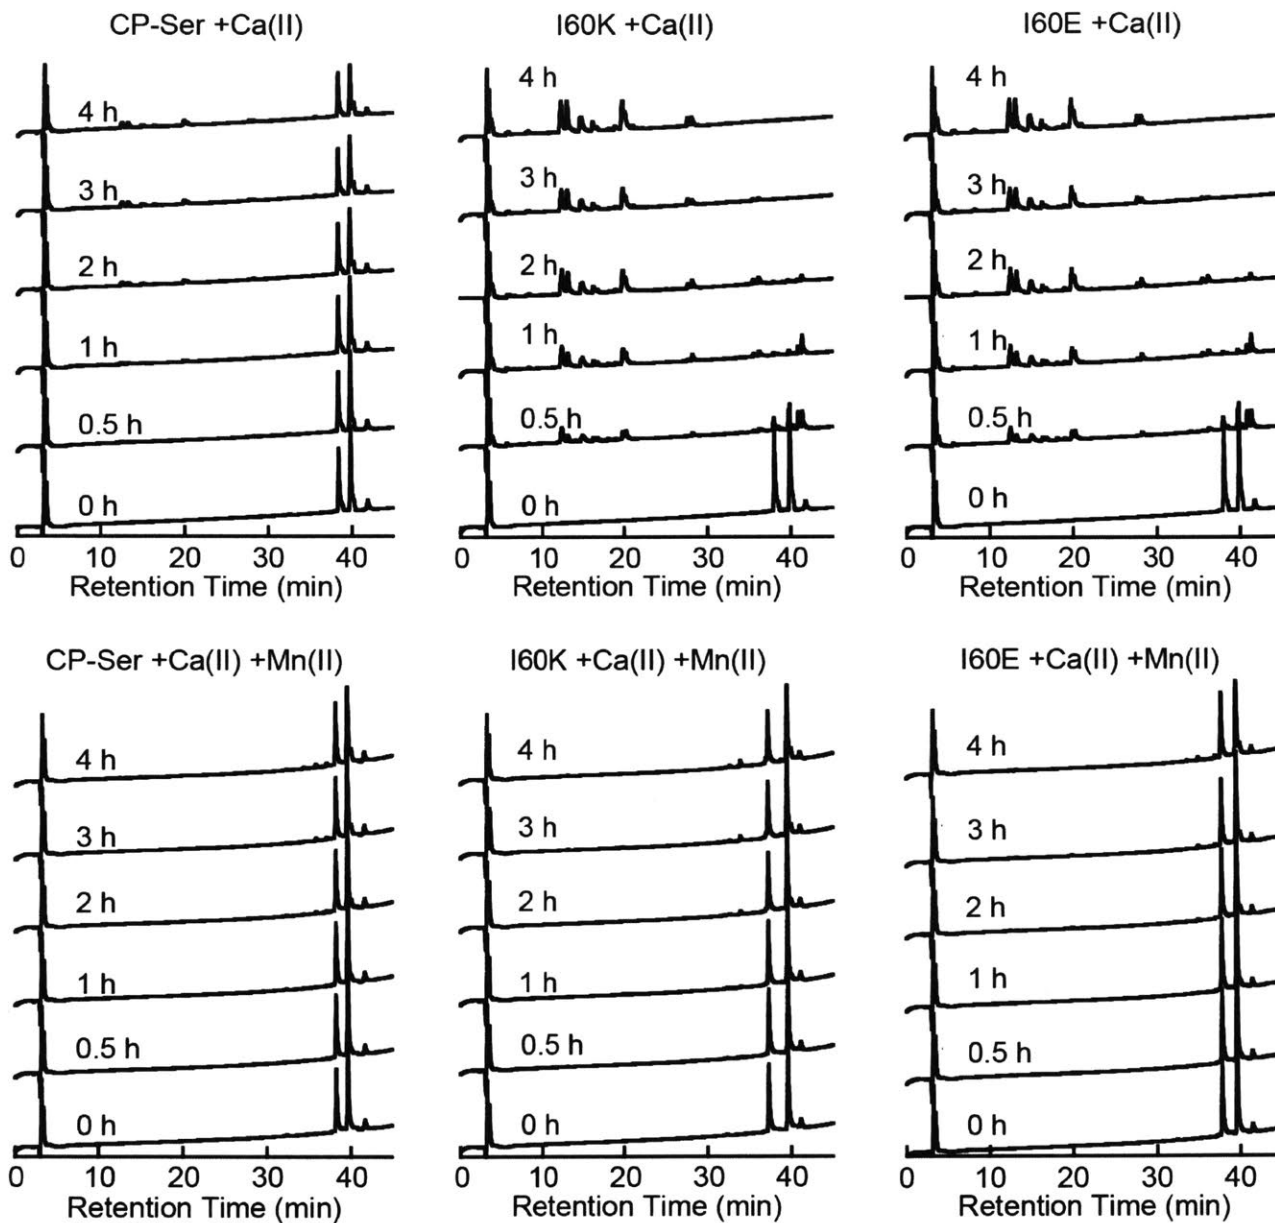 CP-Ser +Ca(II)
4 h
3 h
2 h
1 h
0.5 h
0 h
0 10 20 30 40
Retention Time (min)
I60K +Ca(II)
4 h
3 h
2 h
1 h
0.5 h
0 h
0 10 20 30 40
Retention Time (min)
I60E +Ca(II)
4 h
3 h
2 h
1 h
0.5 h
0 h
0 10 20 30 40
Retention Time (min)
CP-Ser +Ca(II) +Mn(II)
4 h
3 h
2 h
1 h
0.5 h
0 h
0 10 20 30 40
Retention Time (min)
I60K +Ca(II) +Mn(II)
4 h
3 h
2 h
1 h
0.5 h
0 h
0 10 20 30 40
Retention Time (min)
I60E +Ca(II) +Mn(II)
4 h
3 h
2 h
1 h
0.5 h
0 h
0 10 20 30 40
Retention Time (min)